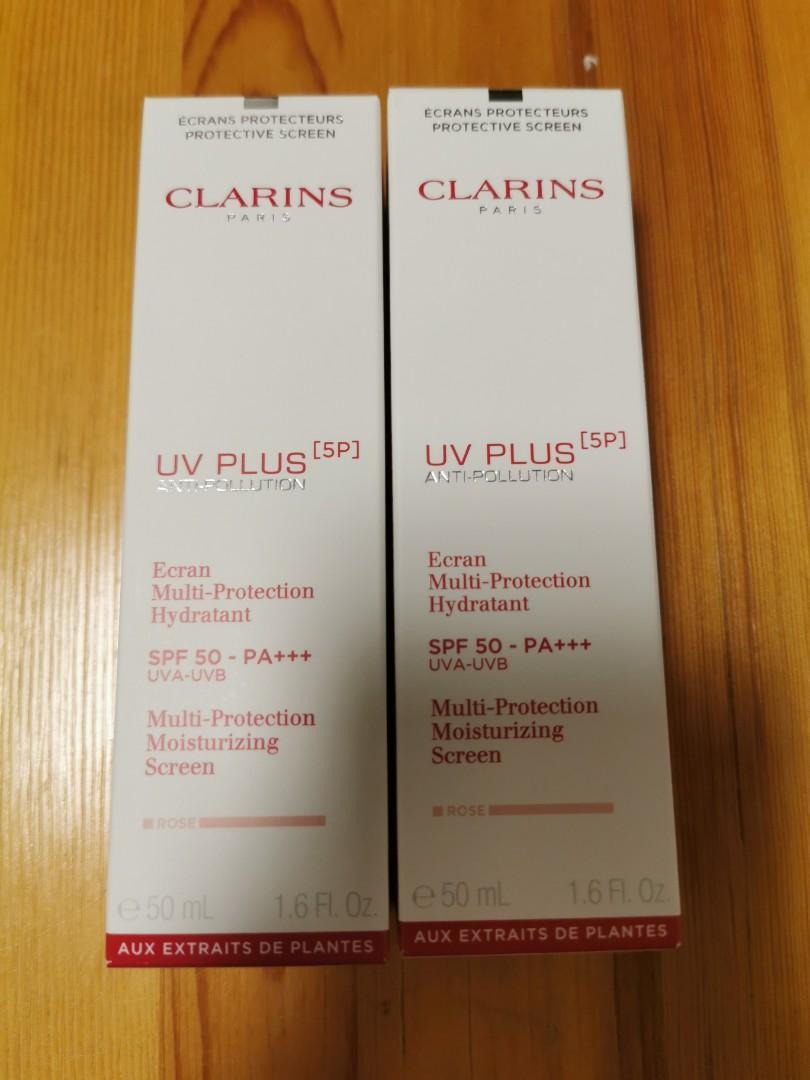 ÉCRANS PROTECTEURS
PROTECTIVE SCREEN
CLARINS
PARIS
UV PLUS [5P]
ANTI-POLLUTION
Ecran
Multi-Protection
Hydratant
SPF 50 - PA+++
UVA-UVB
Multi-Protection
Moisturizing
Screen
ROSE
℮ 50 mL 1.6 Fl. Oz.
AUX EXTRAITS DE PLANTES
ÉCRANS PROTECTEURS
PROTECTIVE SCREEN
CLARINS
PARIS
UV PLUS [5P]
ANTI-POLLUTION
Ecran
Multi-Protection
Hydratant
SPF 50 - PA+++
UVA-UVB
Multi-Protection
Moisturizing
Screen
ROSE
℮ 50 mL 1.6 Fl. Oz.
AUX EXTRAITS DE PLANTES